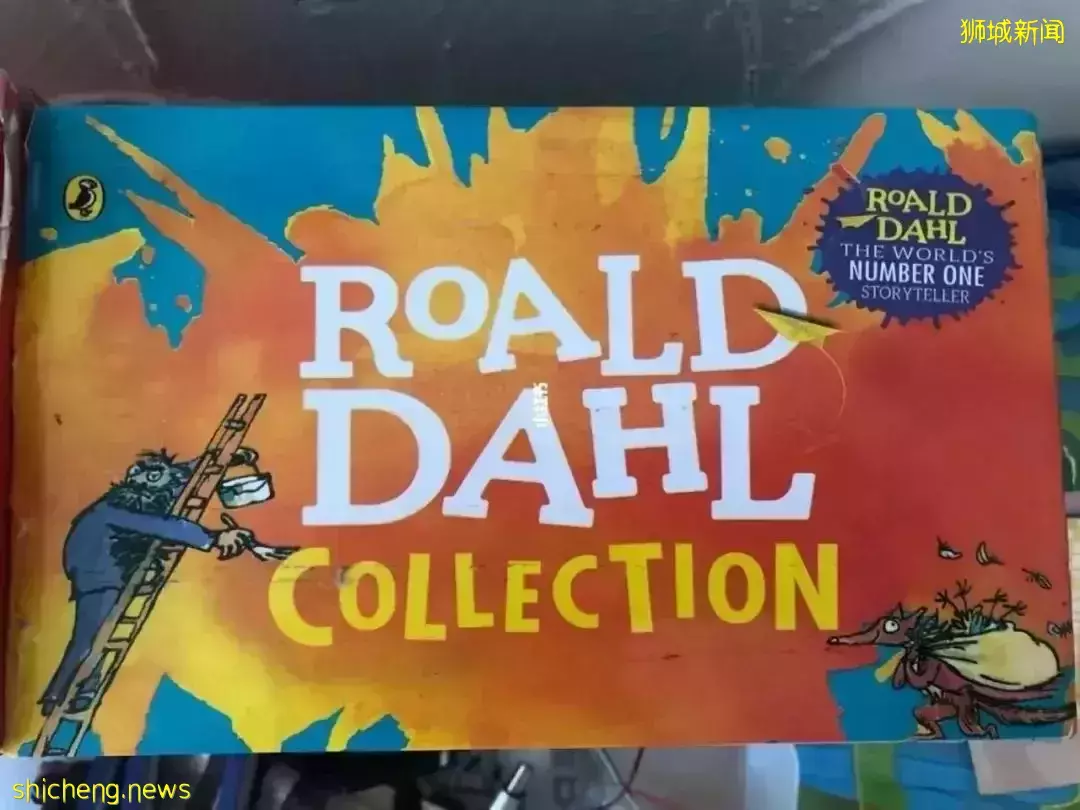 狮城新闻
ROALD
DAHL
THE WORLD'S
NUMBER ONE
STORYTELLER
ROALD
DAHL
COLLECTION
shicheng.news